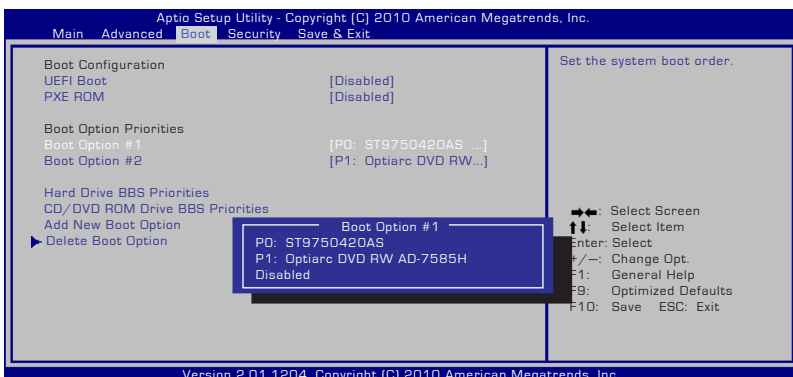 Aptio Setup Utility - Copyright (C) 2010 American Megatrends, Inc.
Main Advanced Boot Security Save & Exit
Boot Configuration
UEFI Boot [Disabled]
PXE ROM [Disabled]
Boot Option Priorities
Boot Option #1 [P0: ST9750420AS ...]
Boot Option #2 [P1: Optiarc DVD RW...]
Hard Drive BBS Priorities
CD/DVD ROM Drive BBS Priorities
Add New Boot Option
Delete Boot Option
Boot Option #1
P0: ST9750420AS
P1: Optiarc DVD RW AD-7585H
Disabled
Set the system boot order.
→←: Select Screen
↑↓: Select Item
Enter: Select
+/—: Change Opt.
F1: General Help
F9: Optimized Defaults
F10: Save ESC: Exit
Version 2.01.1204. Copyright (C) 2010 American Megatrends, Inc.